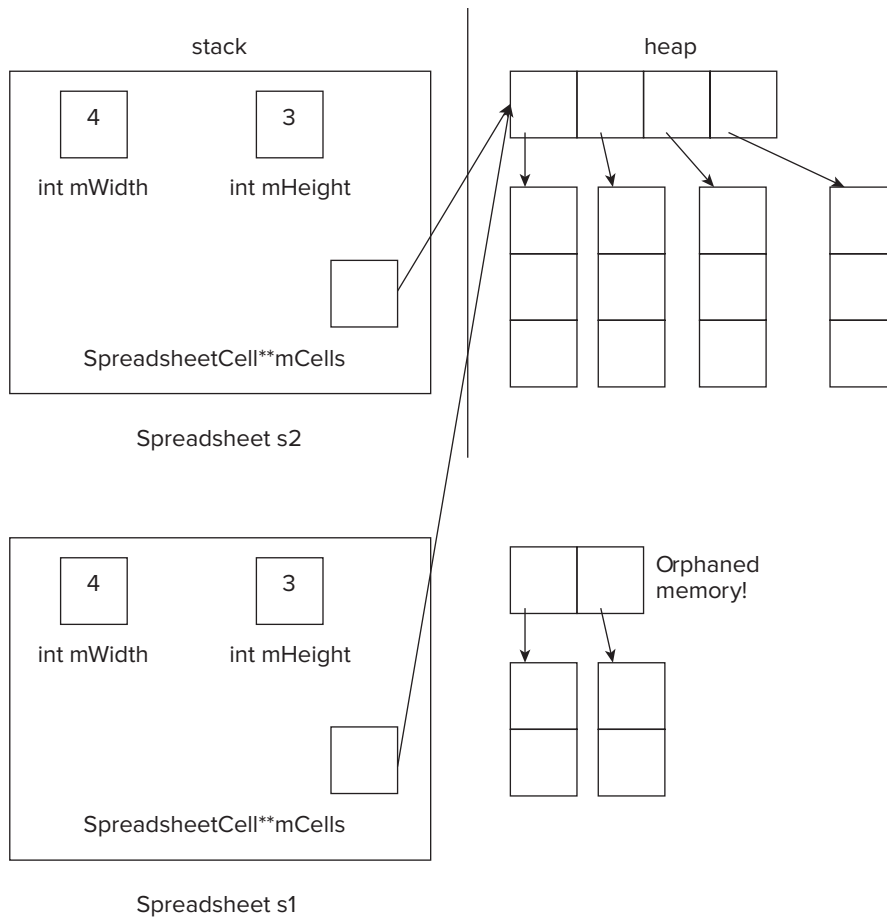 stack
heap
4
3
int mWidth
int mHeight
SpreadsheetCell**mCells
Spreadsheet s2
4
3
Orphaned
memory!
int mWidth
int mHeight
SpreadsheetCell**mCells
Spreadsheet s1